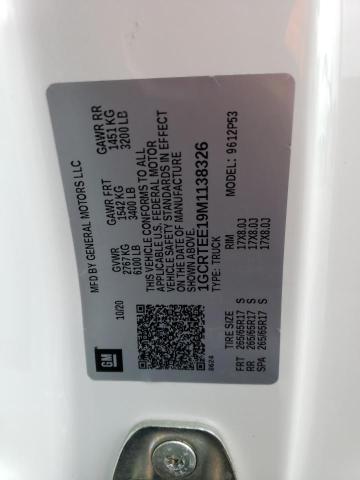 MFD BY GENERAL MOTORS LLC
10/20
GVWR
2767 KG
6100 LB
GAWR FRT
1542 KG
3400 LB
GAWR RR
1451 KG
3200 LB
THIS VEHICLE CONFORMS TO ALL
APPLICABLE U.S. FEDERAL MOTOR
VEHICLE SAFETY STANDARDS IN EFFECT
ON THE DATE OF MANUFACTURE
SHOWN ABOVE.
1GCRTEE19M1138326
TYPE: TRUCK
MODEL: 9612P53
TIRE SIZE
RIM
FRT 265/65R17 S 17X8.0J
RR 265/65R17 S 17X8.0J
SPA 265/65R17 S 17X8.0J
GM
8624